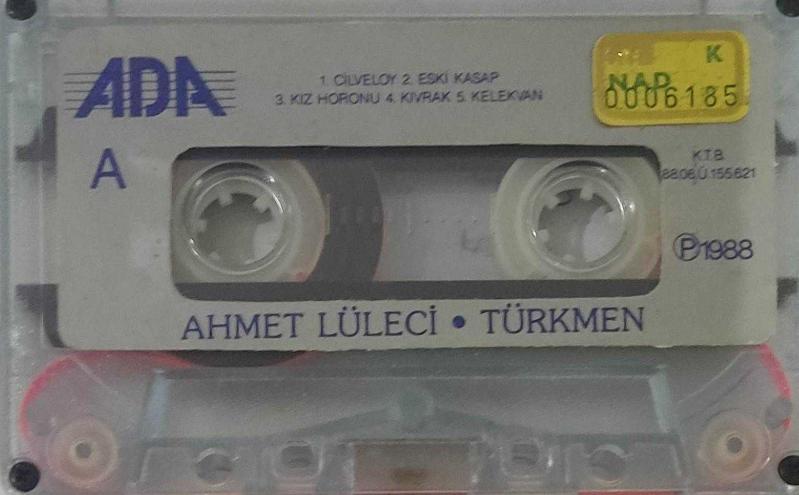 ADA
1. CİLVELOY 2. ESKİ KASAP
3. KIZ HORONU 4. KIVRAK 5. KELEKVAN
K
NAD
0006185
A
K.T.B.
88.06.Ü.155.621
Ⓟ1988
AHMET LÜLECİ • TÜRKMEN